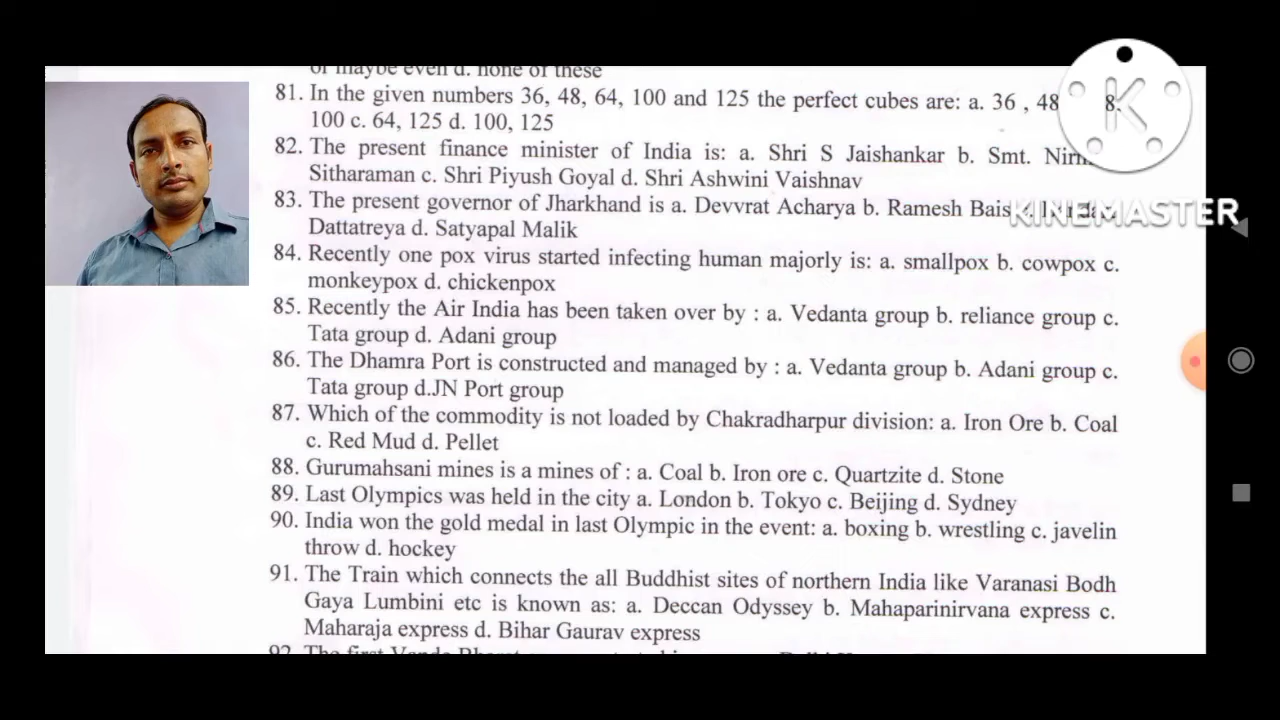 or maybe even d. none of these
81. In the given numbers 36, 48, 64, 100 and 125 the perfect cubes are: a. 36 , 48
100 c. 64, 125 d. 100, 125
82. The present finance minister of India is: a. Shri S Jaishankar b. Smt.
Sitharaman c. Shri Piyush Goyal d. Shri Ashwini Vaishnav
83. The present governor of Jharkhand is a. Devvrat Acharya b. Ramesh Bais
Dattatreya d. Satyapal Malik
84. Recently one pox virus started infecting human majorly is: a. smallpox b. cowpox c.
monkeypox d. chickenpox
85. Recently the Air India has been taken over by : a. Vedanta group b. reliance group c.
Tata group d. Adani group
86. The Dhamra Port is constructed and managed by : a. Vedanta group b. Adani group c.
Tata group d.JN Port group
87. Which of the commodity is not loaded by Chakradharpur division: a. Iron Ore b. Coal
c. Red Mud d. Pellet
88. Gurumahsani mines is a mines of : a. Coal b. Iron ore c. Quartzite d. Stone
89. Last Olympics was held in the city a. London b. Tokyo c. Beijing d. Sydney
90. India won the gold medal in last Olympic in the event: a. boxing b. wrestling c. javelin
throw d. hockey
91. The Train which connects the all Buddhist sites of northern India like Varanasi Bodh
Gaya Lumbini etc is known as: a. Deccan Odyssey b. Mahaparinirvana express c.
Maharaja express d. Bihar Gaurav express
92. The first Vande
K
KINEMASTER